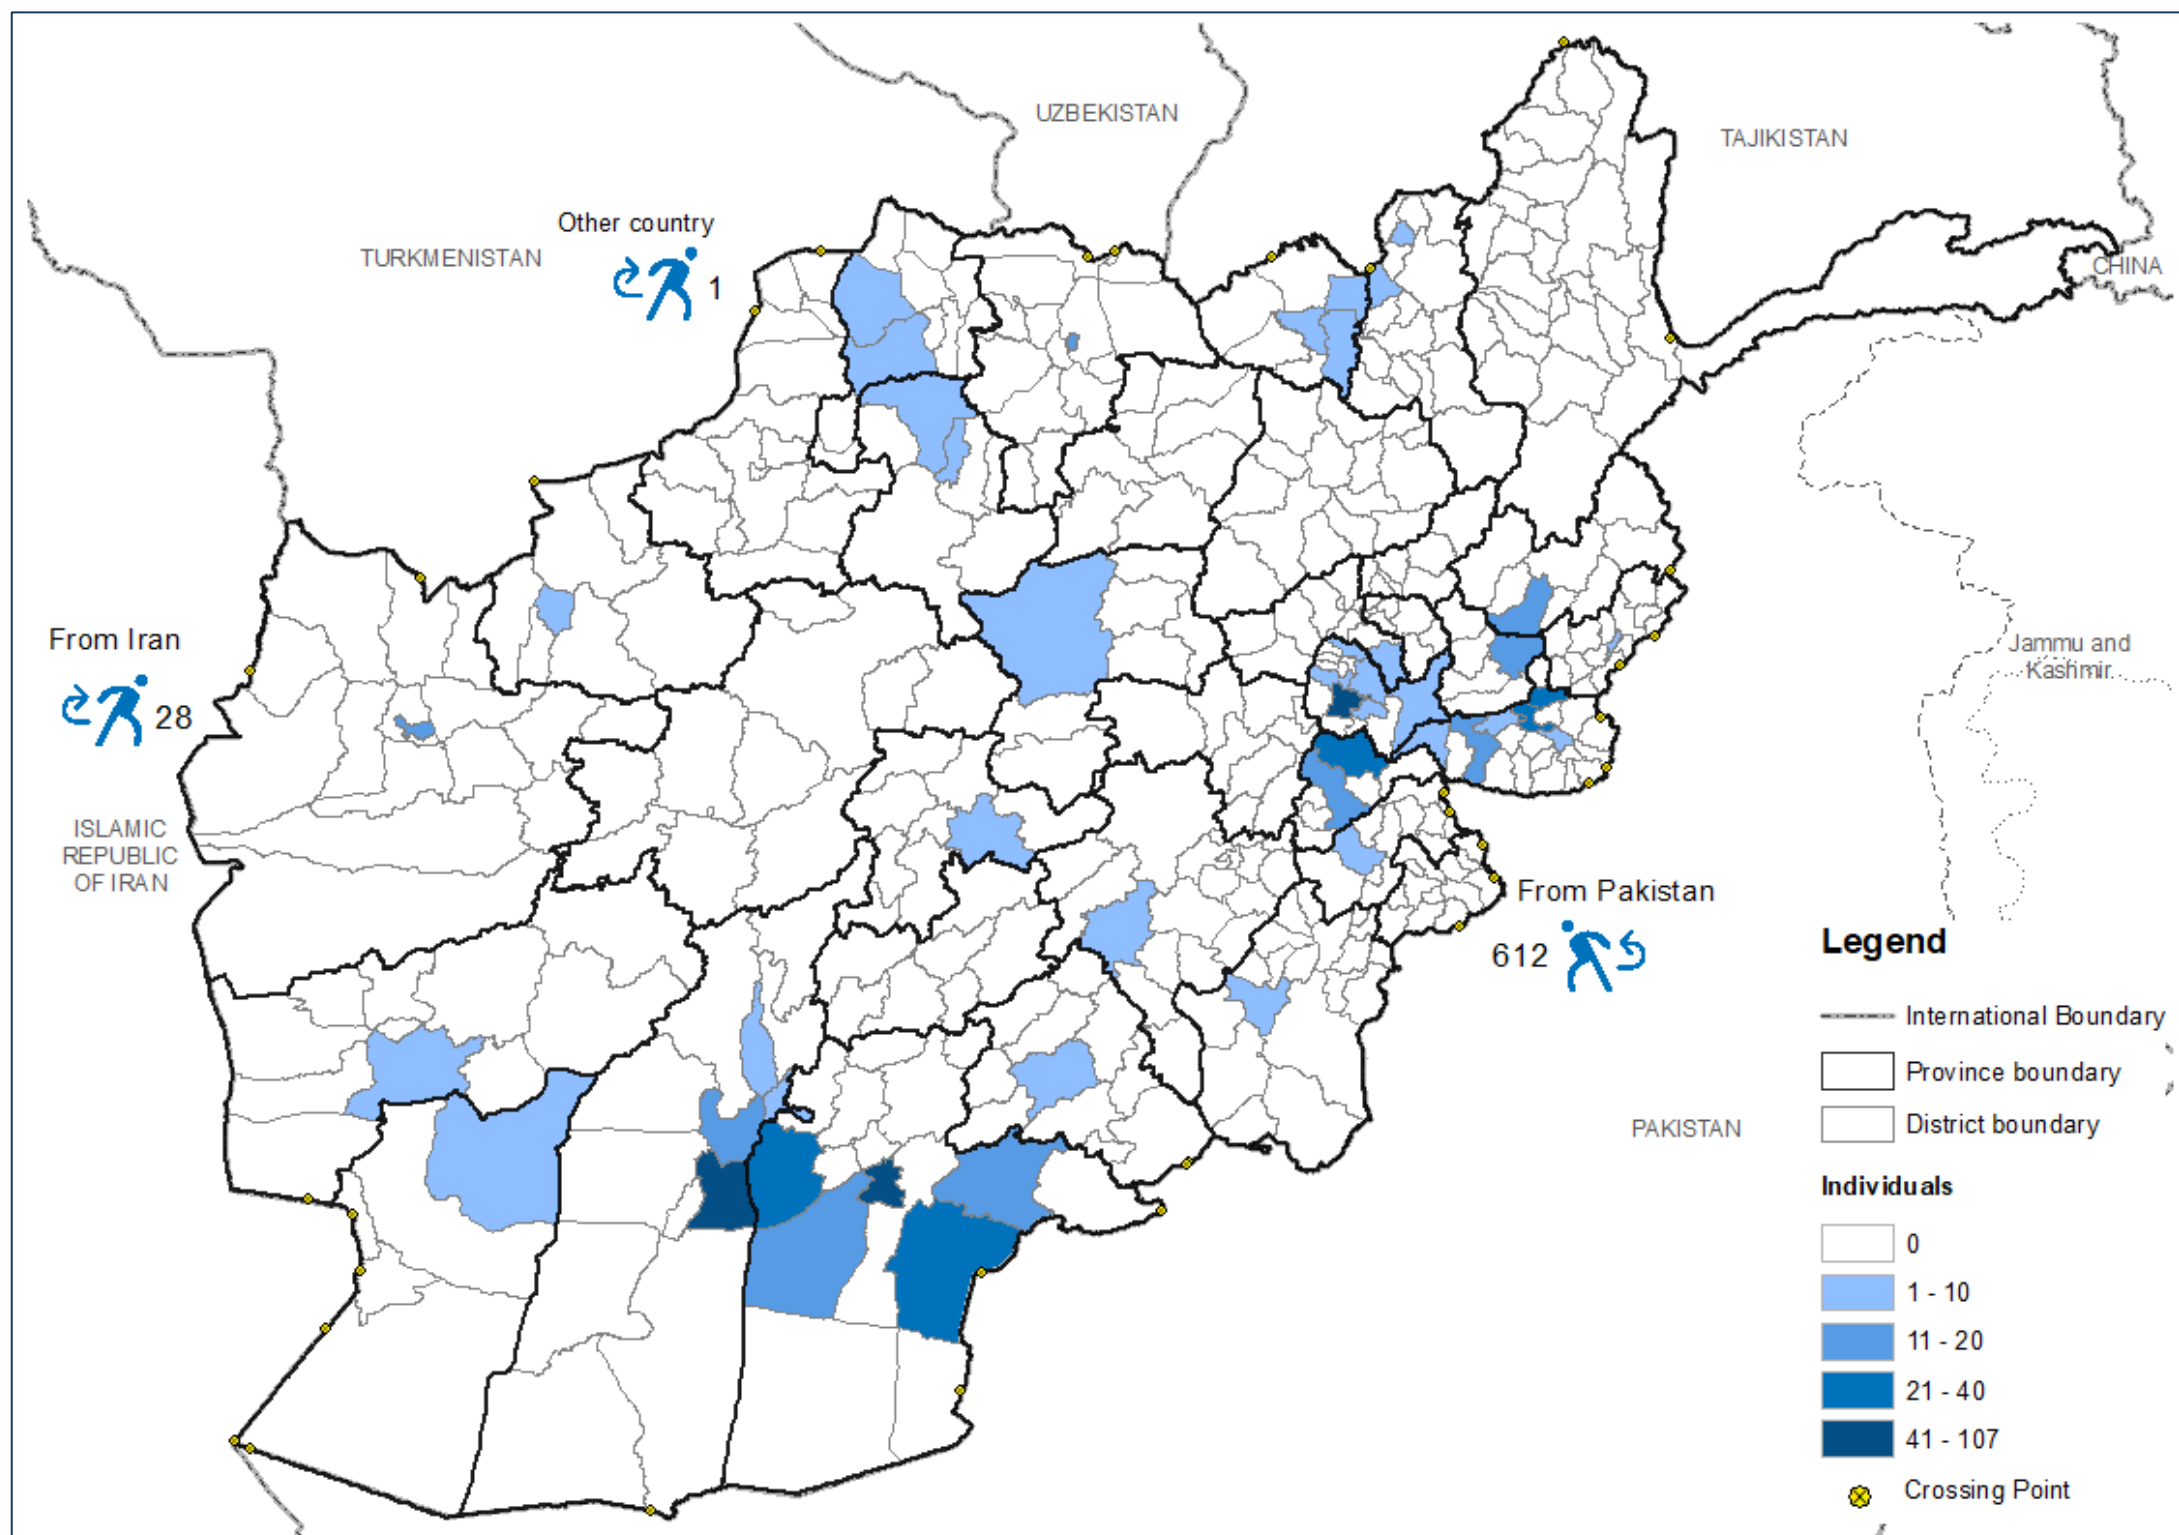 UZBEKISTAN
TAJIKISTAN
Other country
1
TURKMENISTAN
CHINA
From Iran
28
Jammu and
Kashmir
ISLAMIC
REPUBLIC
OF IRAN
From Pakistan
612
PAKISTAN
Legend
International Boundary
Province boundary
District boundary
Individuals
0
1 - 10
11 - 20
21 - 40
41 - 107
Crossing Point